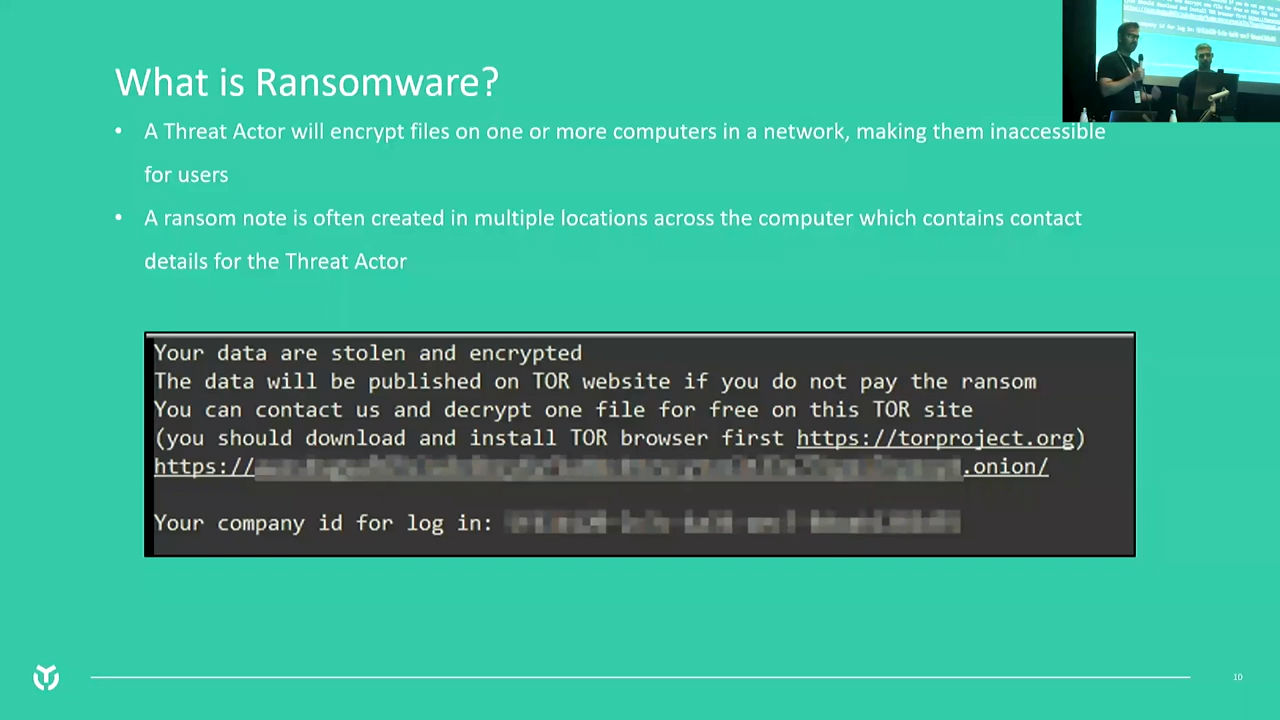 What is Ransomware?
• A Threat Actor will encrypt files on one or more computers in a network, making them inaccessible
for users
• A ransom note is often created in multiple locations across the computer which contains contact
details for the Threat Actor
Your data are stolen and encrypted
The data will be published on TOR website if you do not pay the ransom
You can contact us and decrypt one file for free on this TOR site
(you should download and install TOR browser first https://torproject.org)
https:// .onion/
Your company id for log in:
10